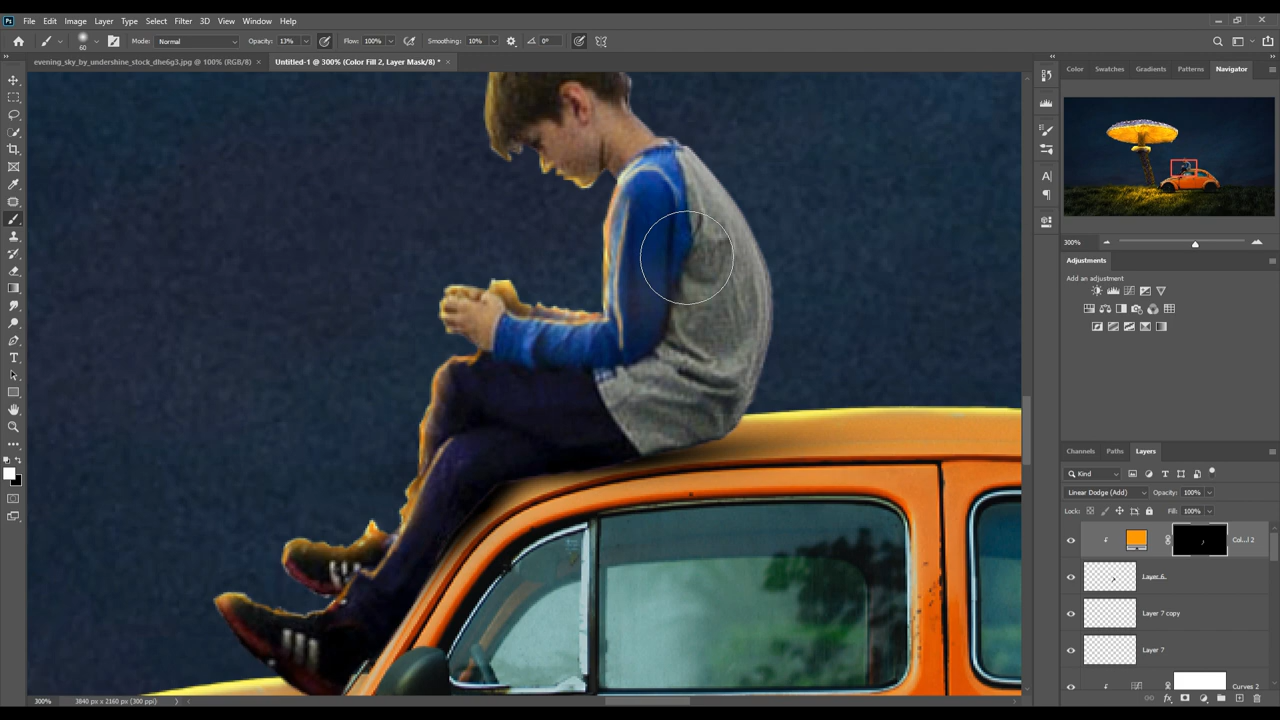 Ps File Edit Image Layer Type Select Filter 3D View Window Help
60 Mode: Normal Opacity: 13% Flow: 100% Smoothing: 10% 0°
evening_sky_by_undershine_stock_dhe6g3.jpg @ 100% (RGB/8) × Untitled-1 @ 300% (Color Fill 2, Layer Mask/8) * ×
Color Swatches Gradients Patterns Navigator
300%
Adjustments
Add an adjustment
Channels Paths Layers
Kind
Linear Dodge (Add) Opacity: 100%
Lock: Fill: 100%
Col...l 2
Layer 6
Layer 7 copy
Layer 7
Curves 2
300% 3840 px x 2160 px (300 ppi)